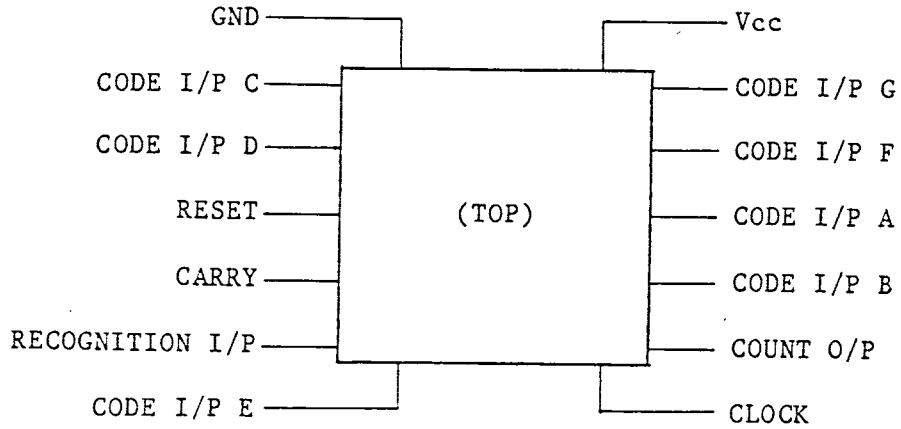 GND
Vcc
CODE I/P C
CODE I/P G
CODE I/P D
CODE I/P F
RESET
(TOP)
CODE I/P A
CARRY
CODE I/P B
RECOGNITION I/P
COUNT O/P
CODE I/P E
CLOCK